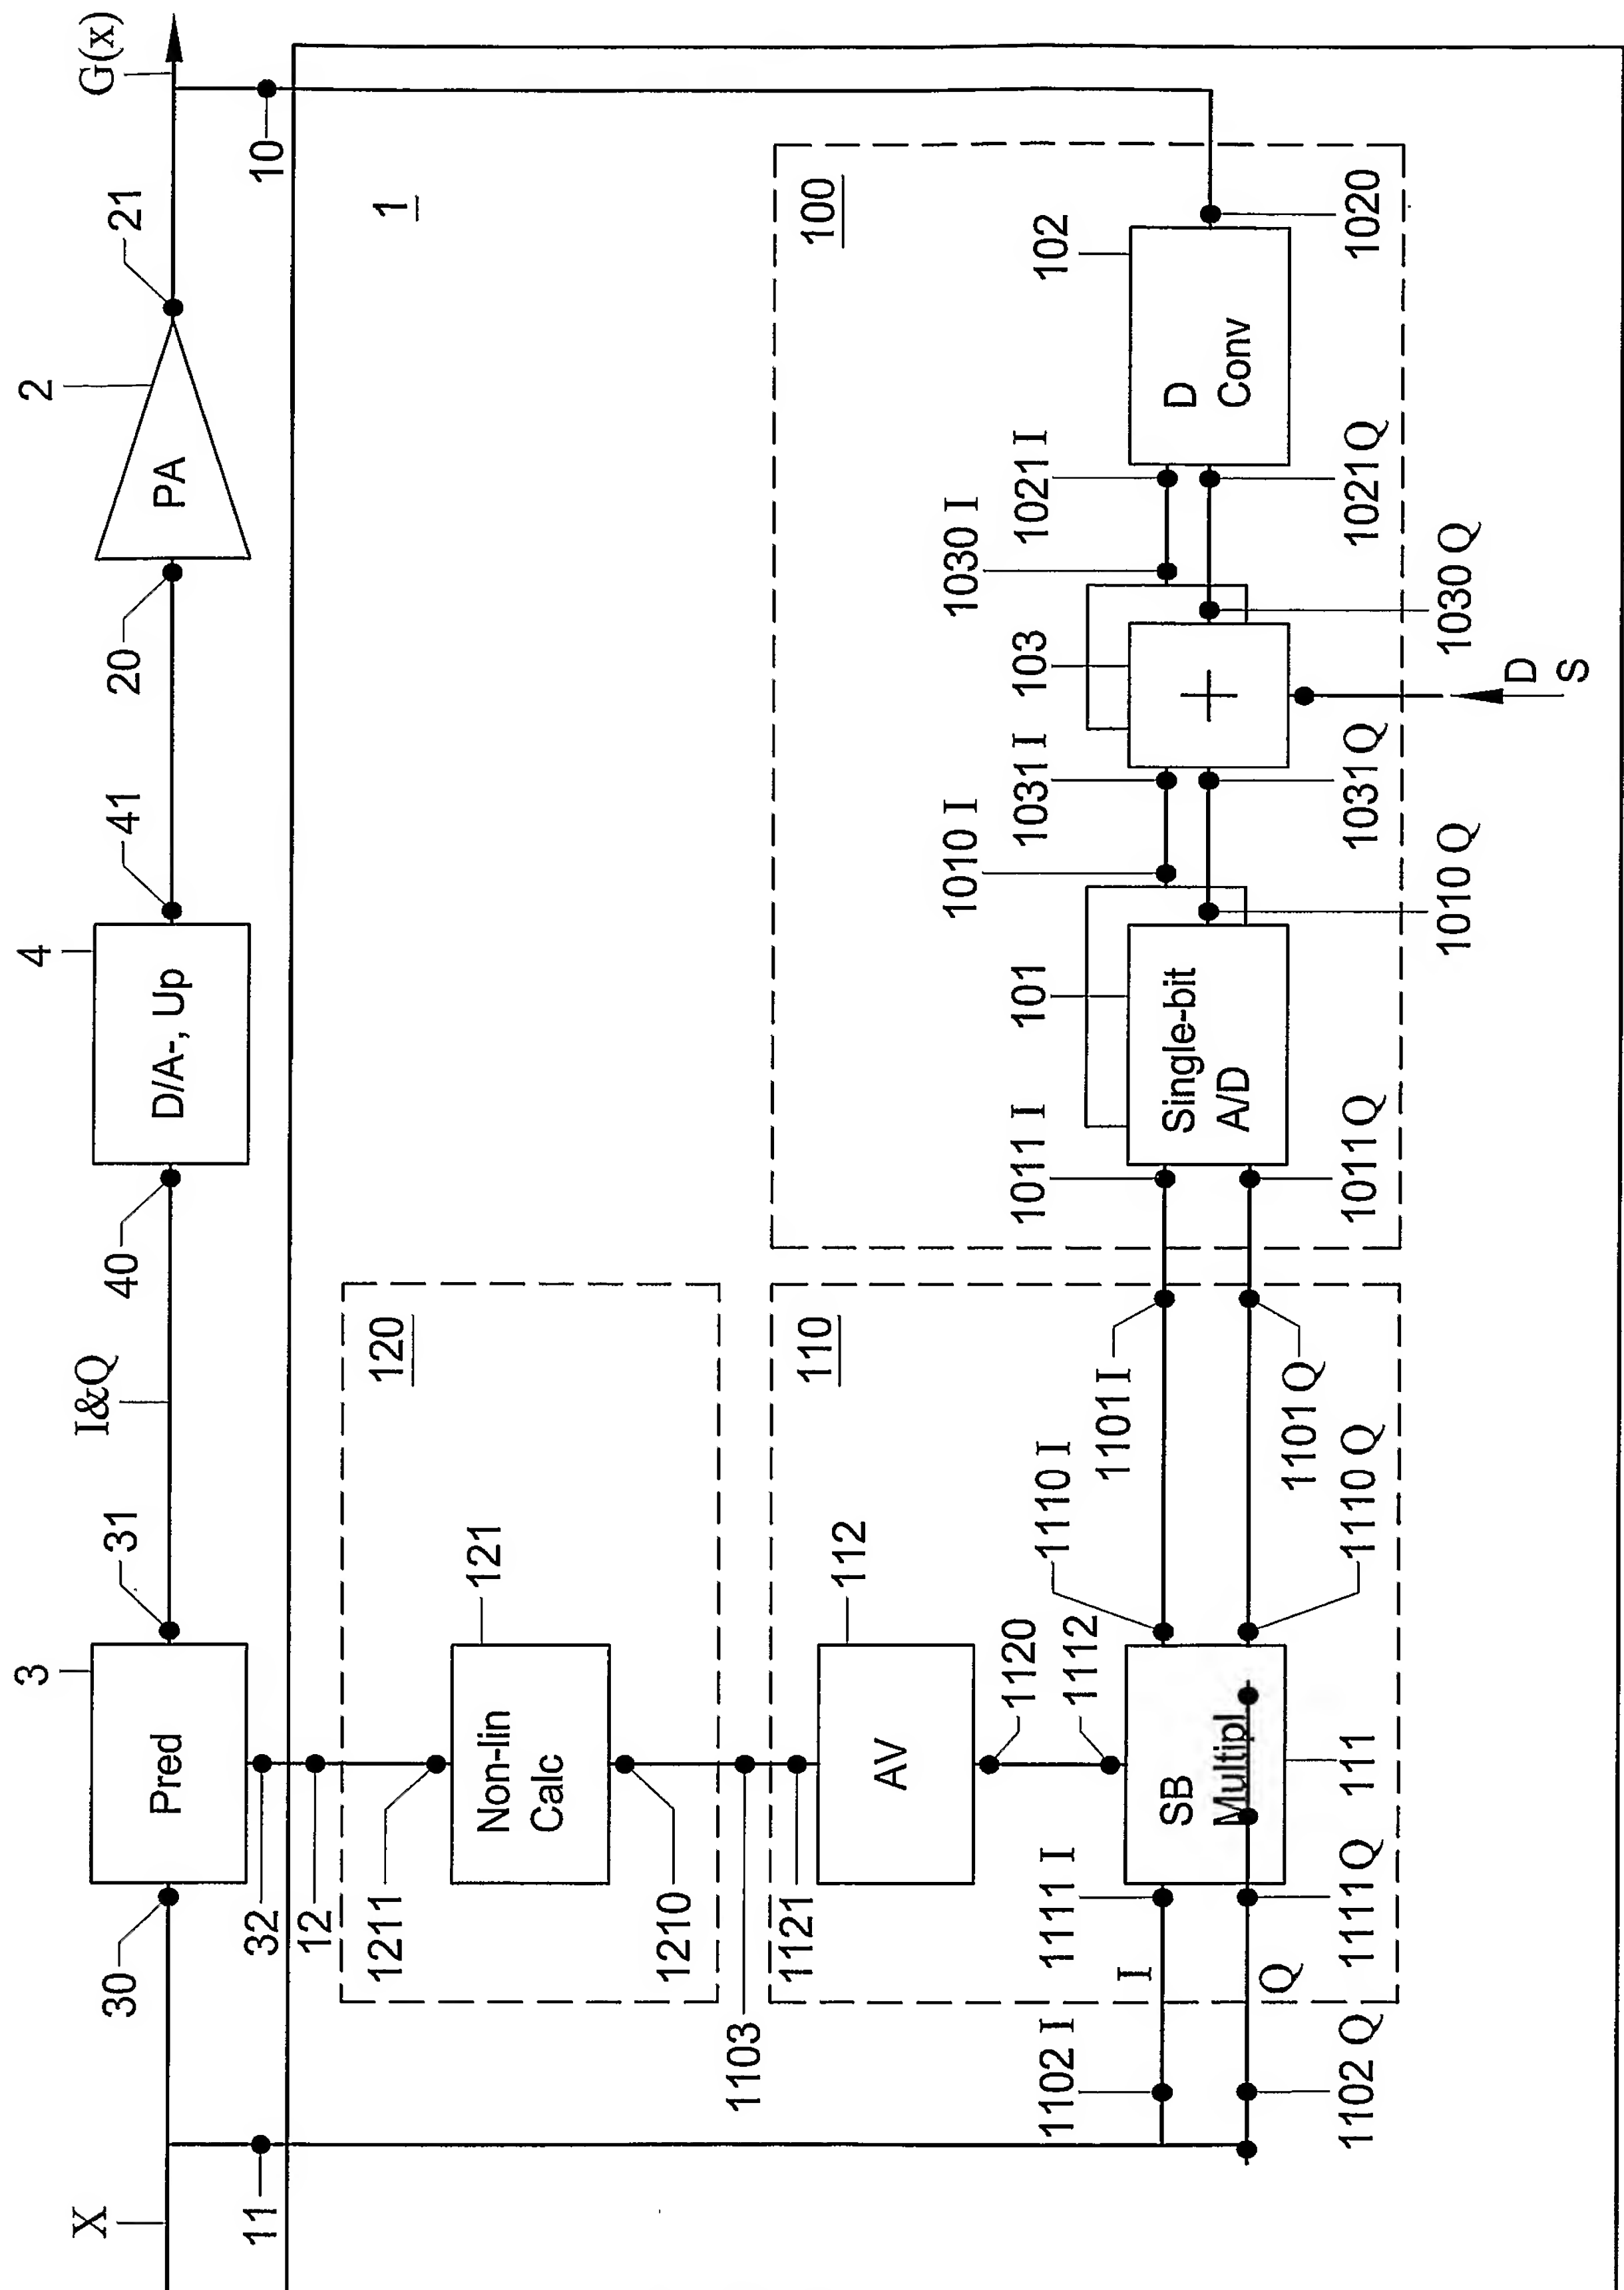 X
30
3
Pred
31
I&Q
40
4
D/A-, Up
41
20
2
PA
21
G(x)
11
32
12
10
1
120
1211
121
Non-lin
Calc
1210
1103
110
1121
112
AV
1120
1112
1102 I
I
1111 I
1110 I
1101 I
SB
Multipl
1102 Q
Q
1111 Q
111
1110 Q
1101 Q
100
1011 I
101
1010 I
1031 I
103
1030 I
1021 I
102
Single-bit
A/D
+
D
Conv
1011 Q
1010 Q
1031 Q
1030 Q
1021 Q
1020
D
S